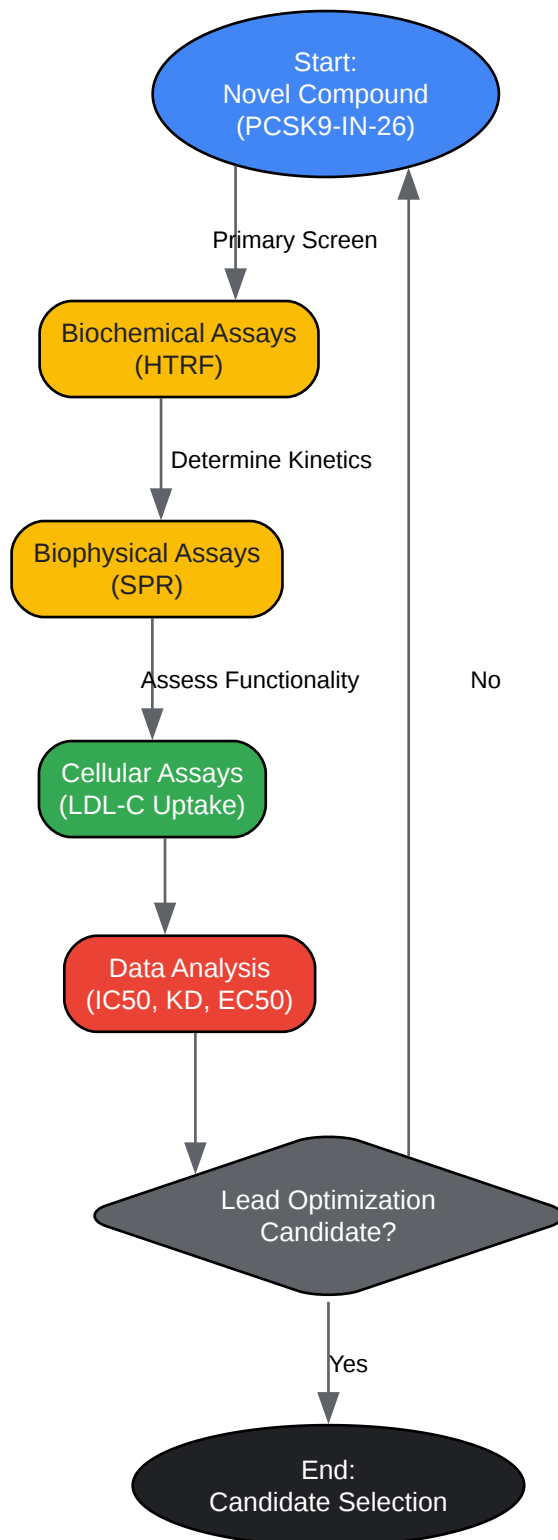 Start:
Novel Compound
(PCSK9-IN-26)
Primary Screen
Biochemical Assays
(HTRF)
Determine Kinetics
Biophysical Assays
(SPR)
Assess Functionality
No
Cellular Assays
(LDL-C Uptake)
Data Analysis
(IC50, KD, EC50)
Lead Optimization
Candidate?
Yes
End:
Candidate Selection